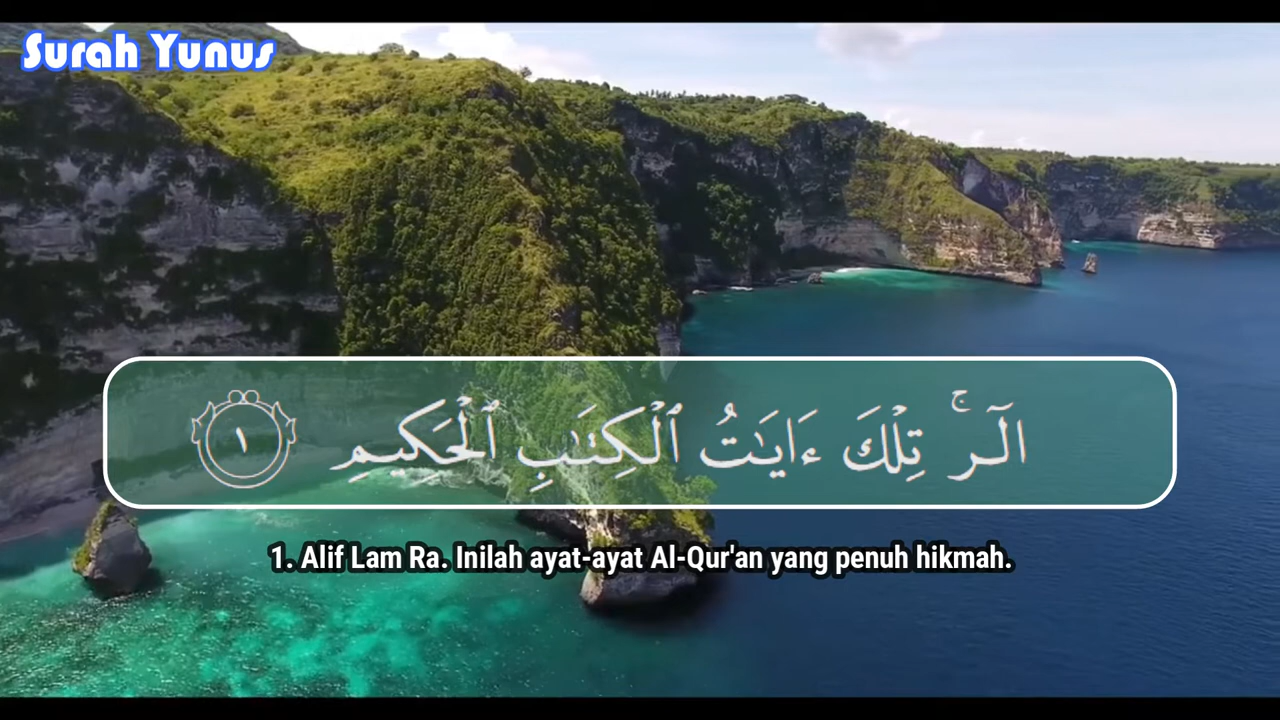 Surah Yunus
الٓر ۚ تِلْكَ ءَايَـٰتُ ٱلْكِتَـٰبِ ٱلْحَكِيمِ ١
1. Alif Lam Ra. Inilah ayat-ayat Al-Qur'an yang penuh hikmah.